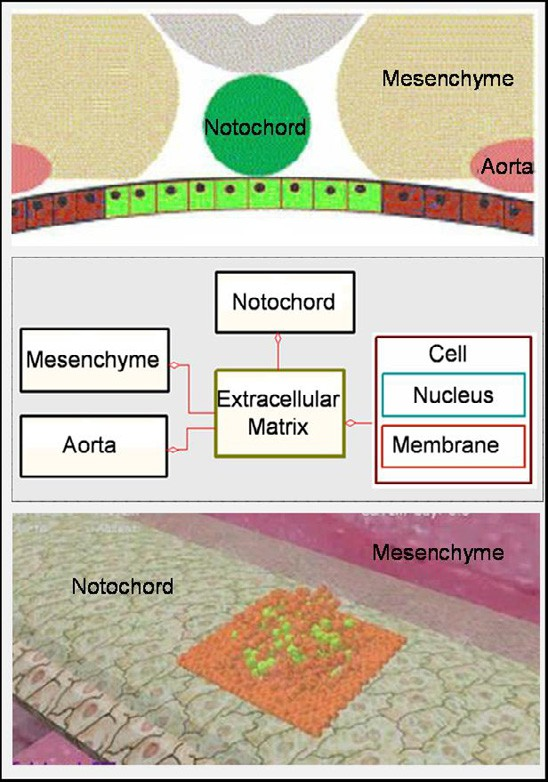 Mesenchyme
Notochord
Aorta
Notochord
Mesenchyme
Cell
Extracellular
Matrix
Nucleus
Aorta
Membrane
Mesenchyme
Notochord